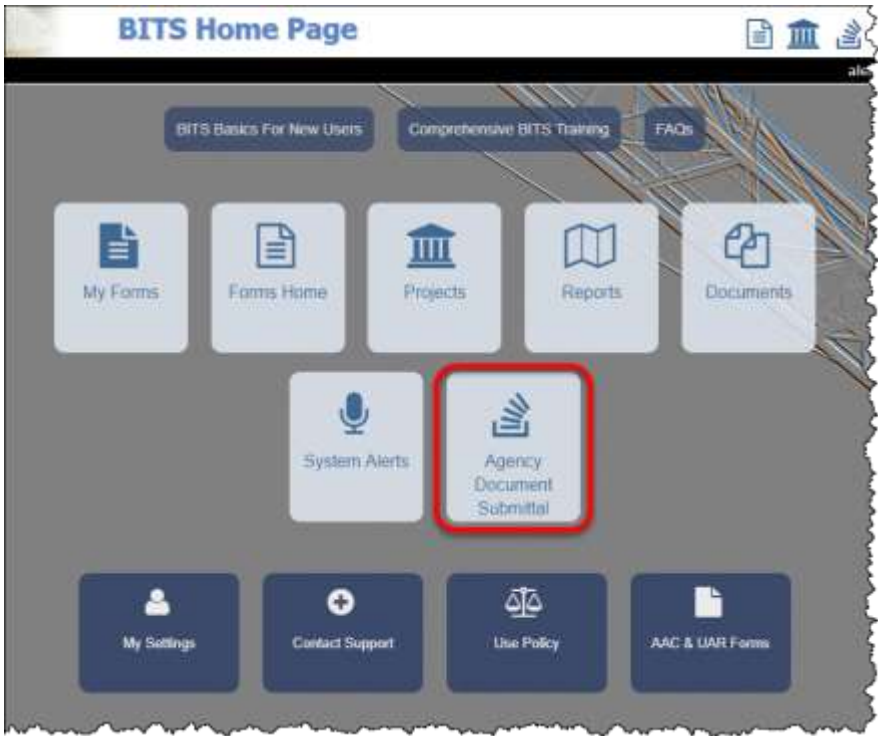 BITS Home Page
BITS Basics For New Users
Comprehensive BITS Training
FAQs
My Forms
Forms Home
Projects
Reports
Documents
System Alerts
Agency
Document
Submittal
My Settings
Contact Support
Use Policy
AAC & UAR Forms